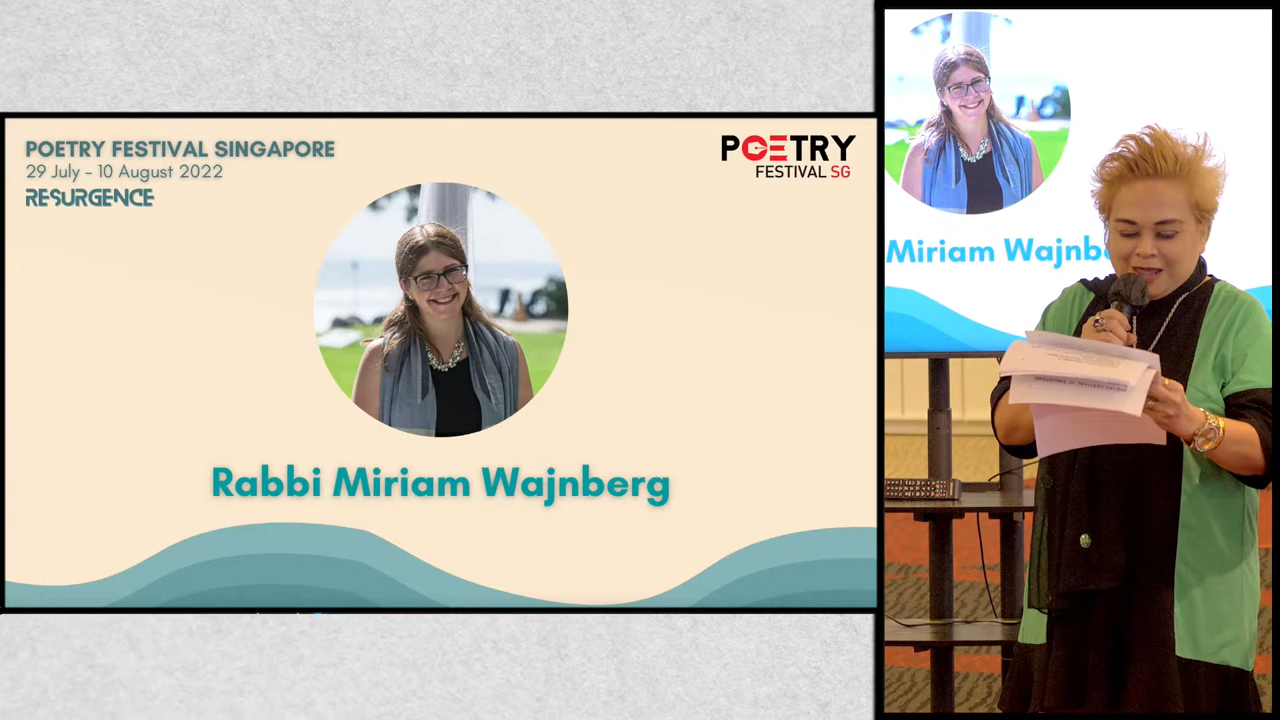 POETRY FESTIVAL SINGAPORE
29 July - 10 August 2022
RESURGENCE
POETRY
FESTIVAL SG
Rabbi Miriam Wajnberg
Miriam Wajnb